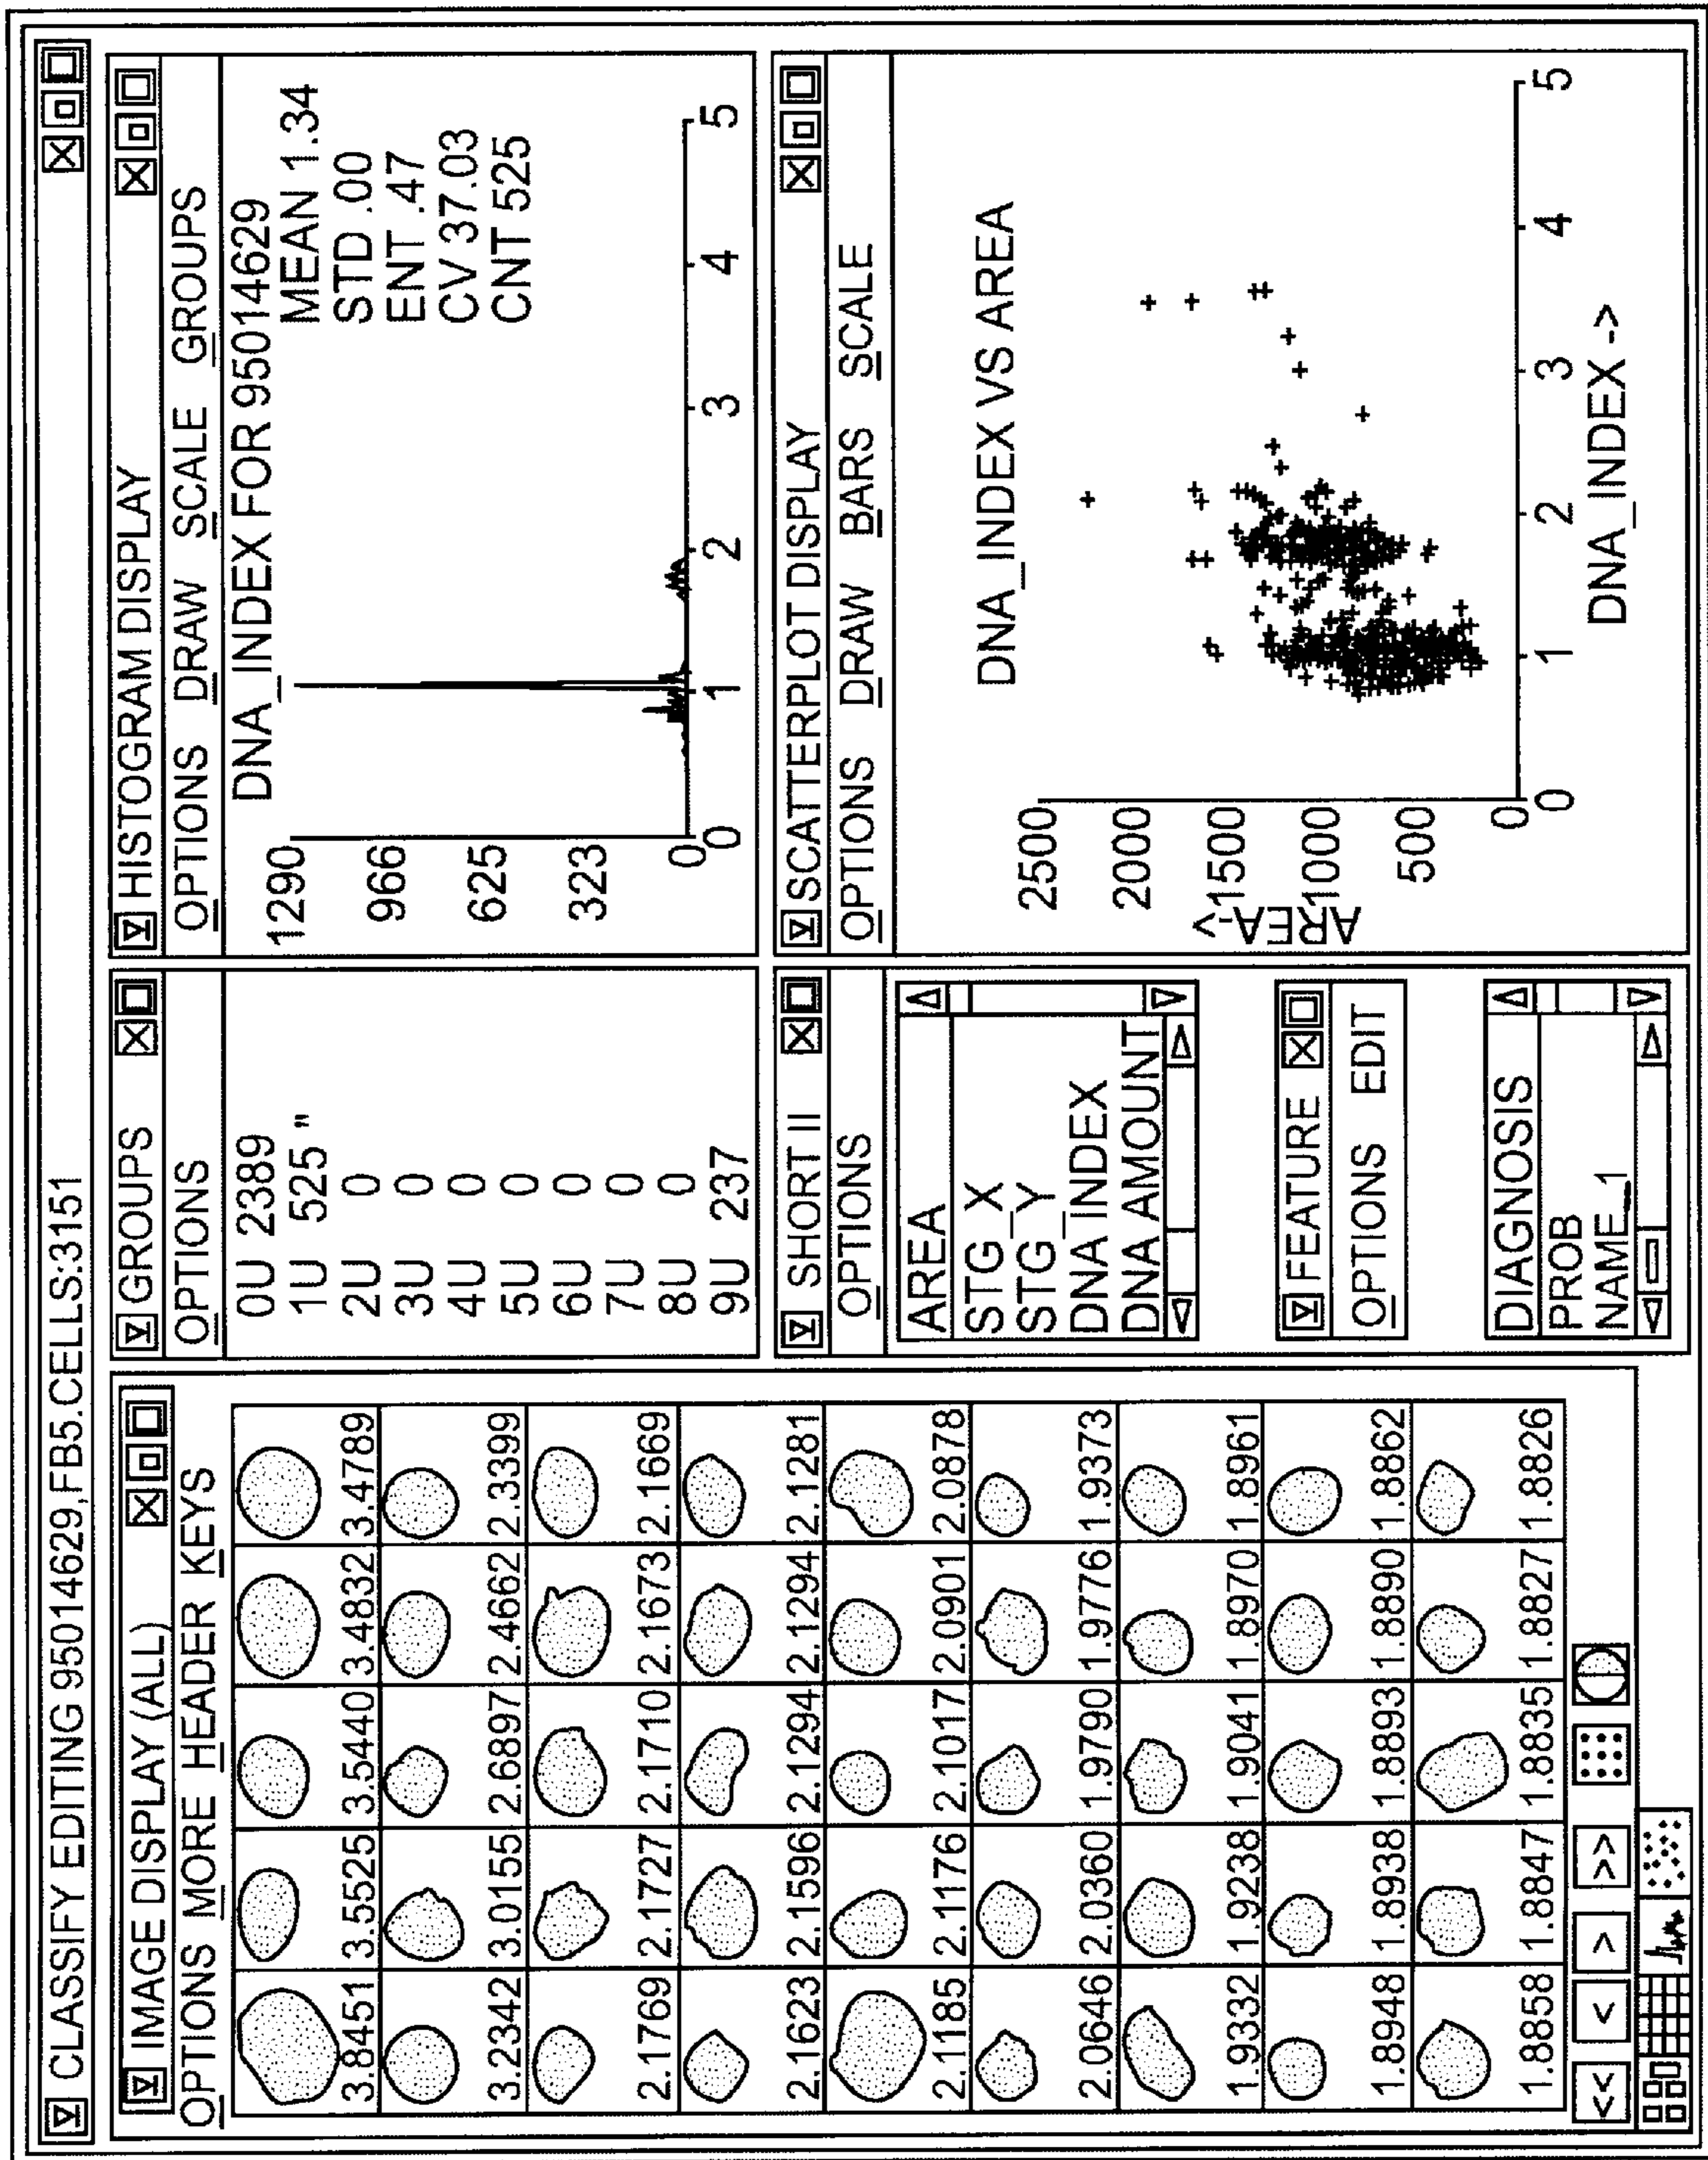 CLASSIFY EDITING 95014629,FB5.CELLS:3151
IMAGE DISPLAY (ALL)
OPTIONS MORE HEADER KEYS
3.8451 3.5525 3.5440 3.4832 3.4789
3.2342 3.0155 2.6897 2.4662 2.3399
2.1769 2.1727 2.1710 2.1673 2.1669
2.1623 2.1596 2.1294 2.1294 2.1281
2.1185 2.1176 2.1017 2.0901 2.0878
2.0646 2.0360 1.9790 1.9776 1.9373
1.9332 1.9238 1.9041 1.8970 1.8961
1.8948 1.8938 1.8893 1.8890 1.8862
1.8858 1.8847 1.8835 1.8827 1.8826
<< < > >>
GROUPS
OPTIONS
0U 2389
1U 525 "
2U 0
3U 0
4U 0
5U 0
6U 0
7U 0
8U 0
9U 237
HISTOGRAM DISPLAY
OPTIONS DRAW SCALE GROUPS
DNA_INDEX FOR 95014629
MEAN 1.34
STD .00
ENT .47
CV 37.03
CNT 525
1290
966
625
323
0
0 1 2 3 4 5
SHORT II
OPTIONS
AREA
STG_X
STG_Y
DNA_INDEX
DNA AMOUNT
FEATURE
OPTIONS EDIT
DIAGNOSIS
PROB
NAME_1
SCATTERPLOT DISPLAY
OPTIONS DRAW BARS SCALE
DNA_INDEX VS AREA
2500
2000
1500
1000
500
0
AREA->
0 1 2 3 4 5
DNA_INDEX ->